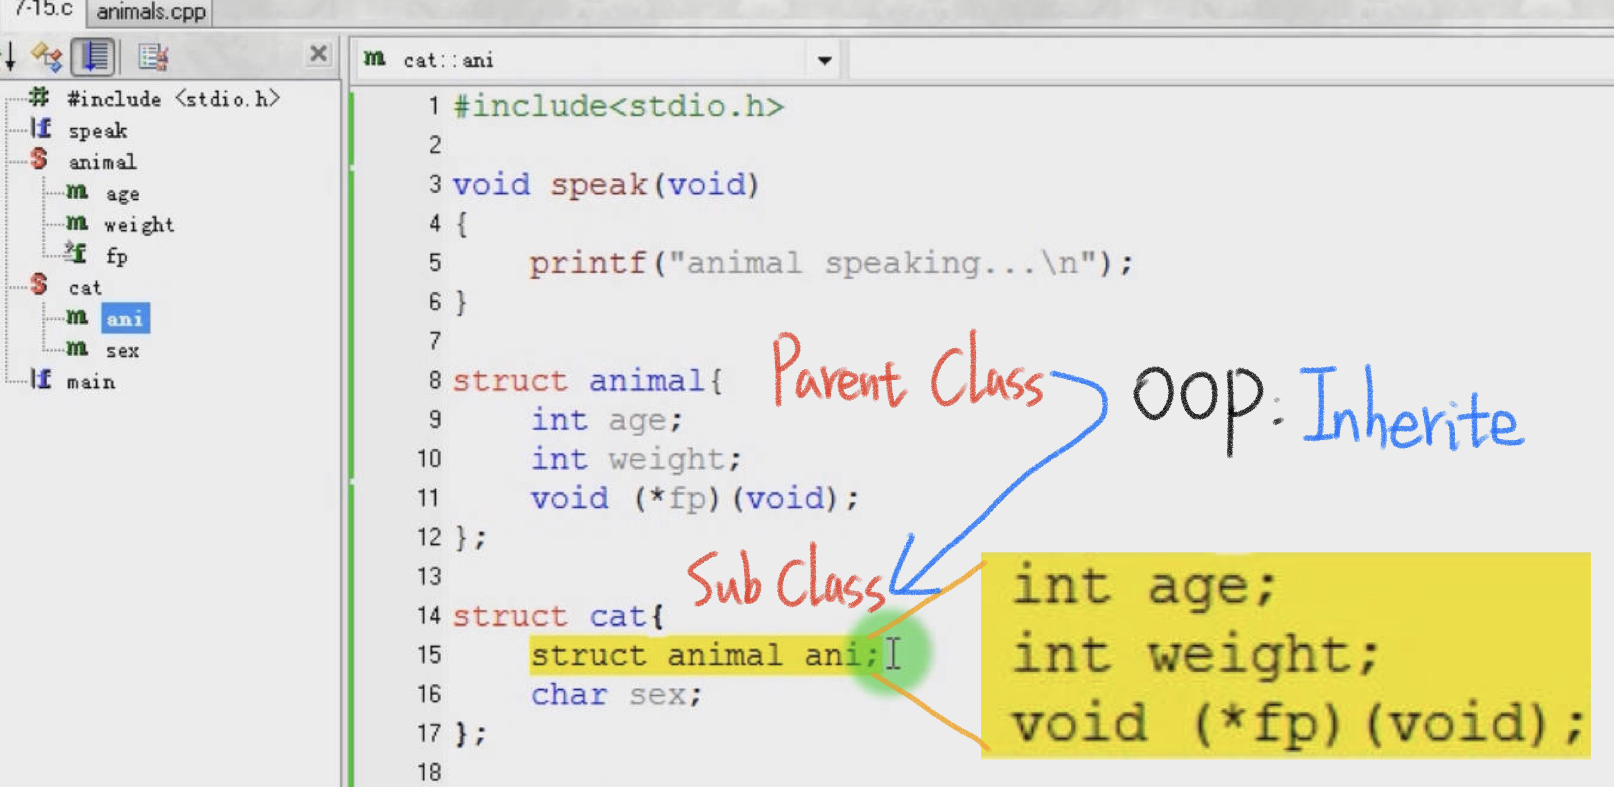 7-15.c animals.cpp
cat::ani
#include <stdio.h>
speak
animal
age
weight
fp
cat
ani
sex
main
1 #include<stdio.h>
2
3 void speak(void)
4 {
5 printf("animal speaking...\n");
6 }
7
8 struct animal{
9 int age;
10 int weight;
11 void (*fp)(void);
12 };
13
14 struct cat{
15 struct animal ani;
16 char sex;
17 };
18
Parent Class
OOP: Inherite
Sub Class
int age;
int weight;
void (*fp)(void);